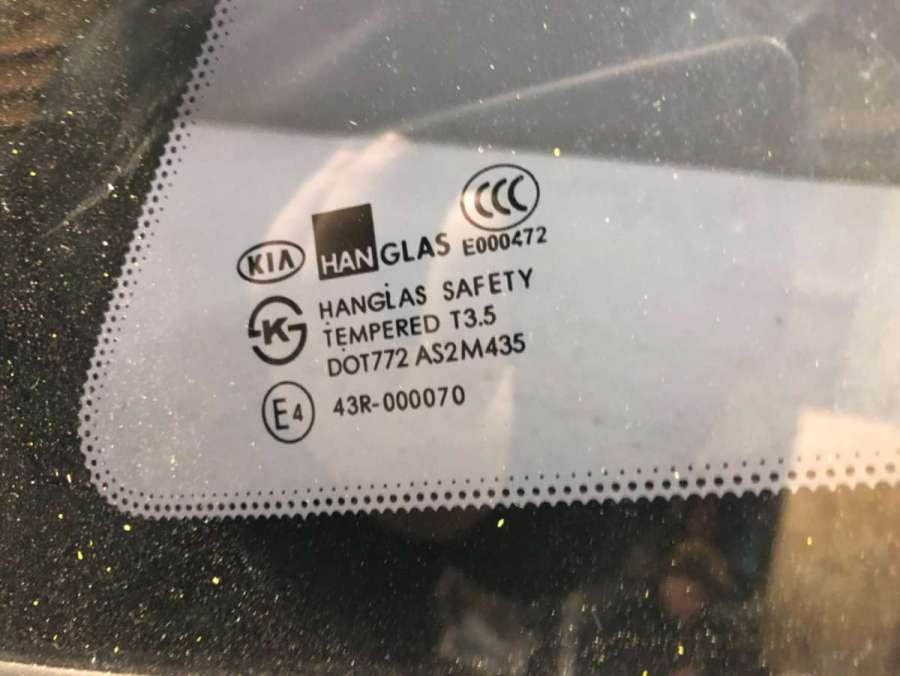 CCC
KIA HANGLAS E000472
K HANGLAS SAFETY
TEMPERED T3.5
DOT772 AS2M435
E4 43R-000070